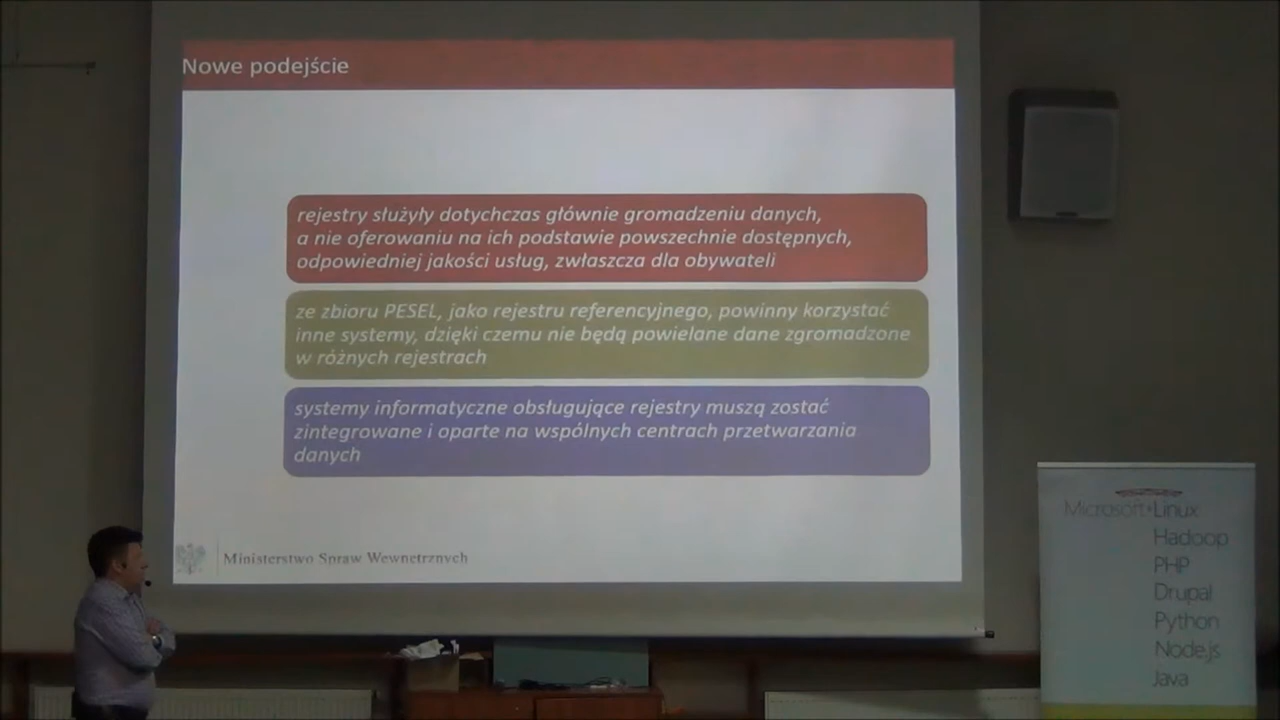 Nowe podejście
rejestry służyły dotychczas głównie gromadzeniu danych,
a nie oferowaniu na ich podstawie powszechnie dostępnych,
odpowiedniej jakości usług, zwłaszcza dla obywateli
ze zbioru PESEL, jako rejestru referencyjnego, powinny korzystać
inne systemy, dzięki czemu nie będą powielane dane zgromadzone
w różnych rejestrach
systemy informatyczne obsługujące rejestry muszą zostać
zintegrowane i oparte na wspólnych centrach przetwarzania
danych
Ministerstwo Spraw Wewnętrznych
Microsoft+Linux
Hadoop
PHP
Drupal
Python
Node.js
Java